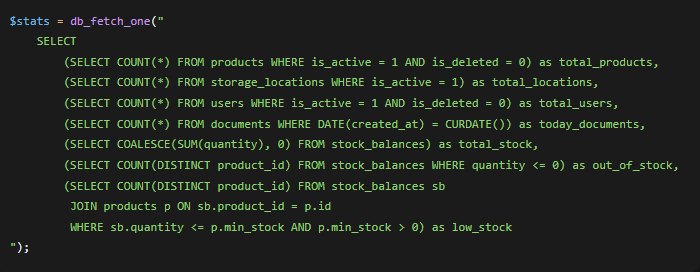 $stats = db_fetch_one("
SELECT
(SELECT COUNT(*) FROM products WHERE is_active = 1 AND is_deleted = 0) as total_products,
(SELECT COUNT(*) FROM storage_locations WHERE is_active = 1) as total_locations,
(SELECT COUNT(*) FROM users WHERE is_active = 1 AND is_deleted = 0) as total_users,
(SELECT COUNT(*) FROM documents WHERE DATE(created_at) = CURDATE()) as today_documents,
(SELECT COALESCE(SUM(quantity), 0) FROM stock_balances) as total_stock,
(SELECT COUNT(DISTINCT product_id) FROM stock_balances WHERE quantity <= 0) as out_of_stock,
(SELECT COUNT(DISTINCT product_id) FROM stock_balances sb
JOIN products p ON sb.product_id = p.id
WHERE sb.quantity <= p.min_stock AND p.min_stock > 0) as low_stock
");